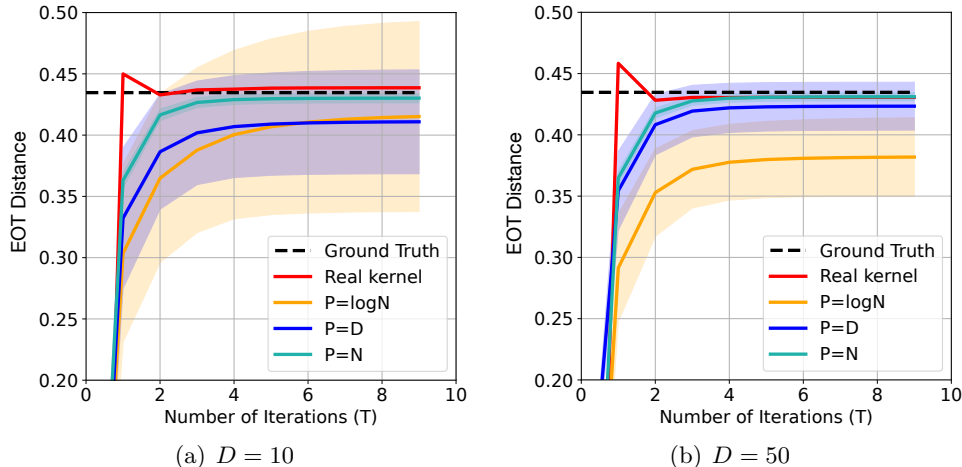 0.50
0.45
0.40
0.35
0.30
0.25
0.20
EOT Distance
0 2 4 6 8 10
Number of Iterations (T)
Ground Truth
Real kernel
P=logN
P=D
P=N
(a) D = 10
0.50
0.45
0.40
0.35
0.30
0.25
0.20
EOT Distance
0 2 4 6 8 10
Number of Iterations (T)
Ground Truth
Real kernel
P=logN
P=D
P=N
(b) D = 50